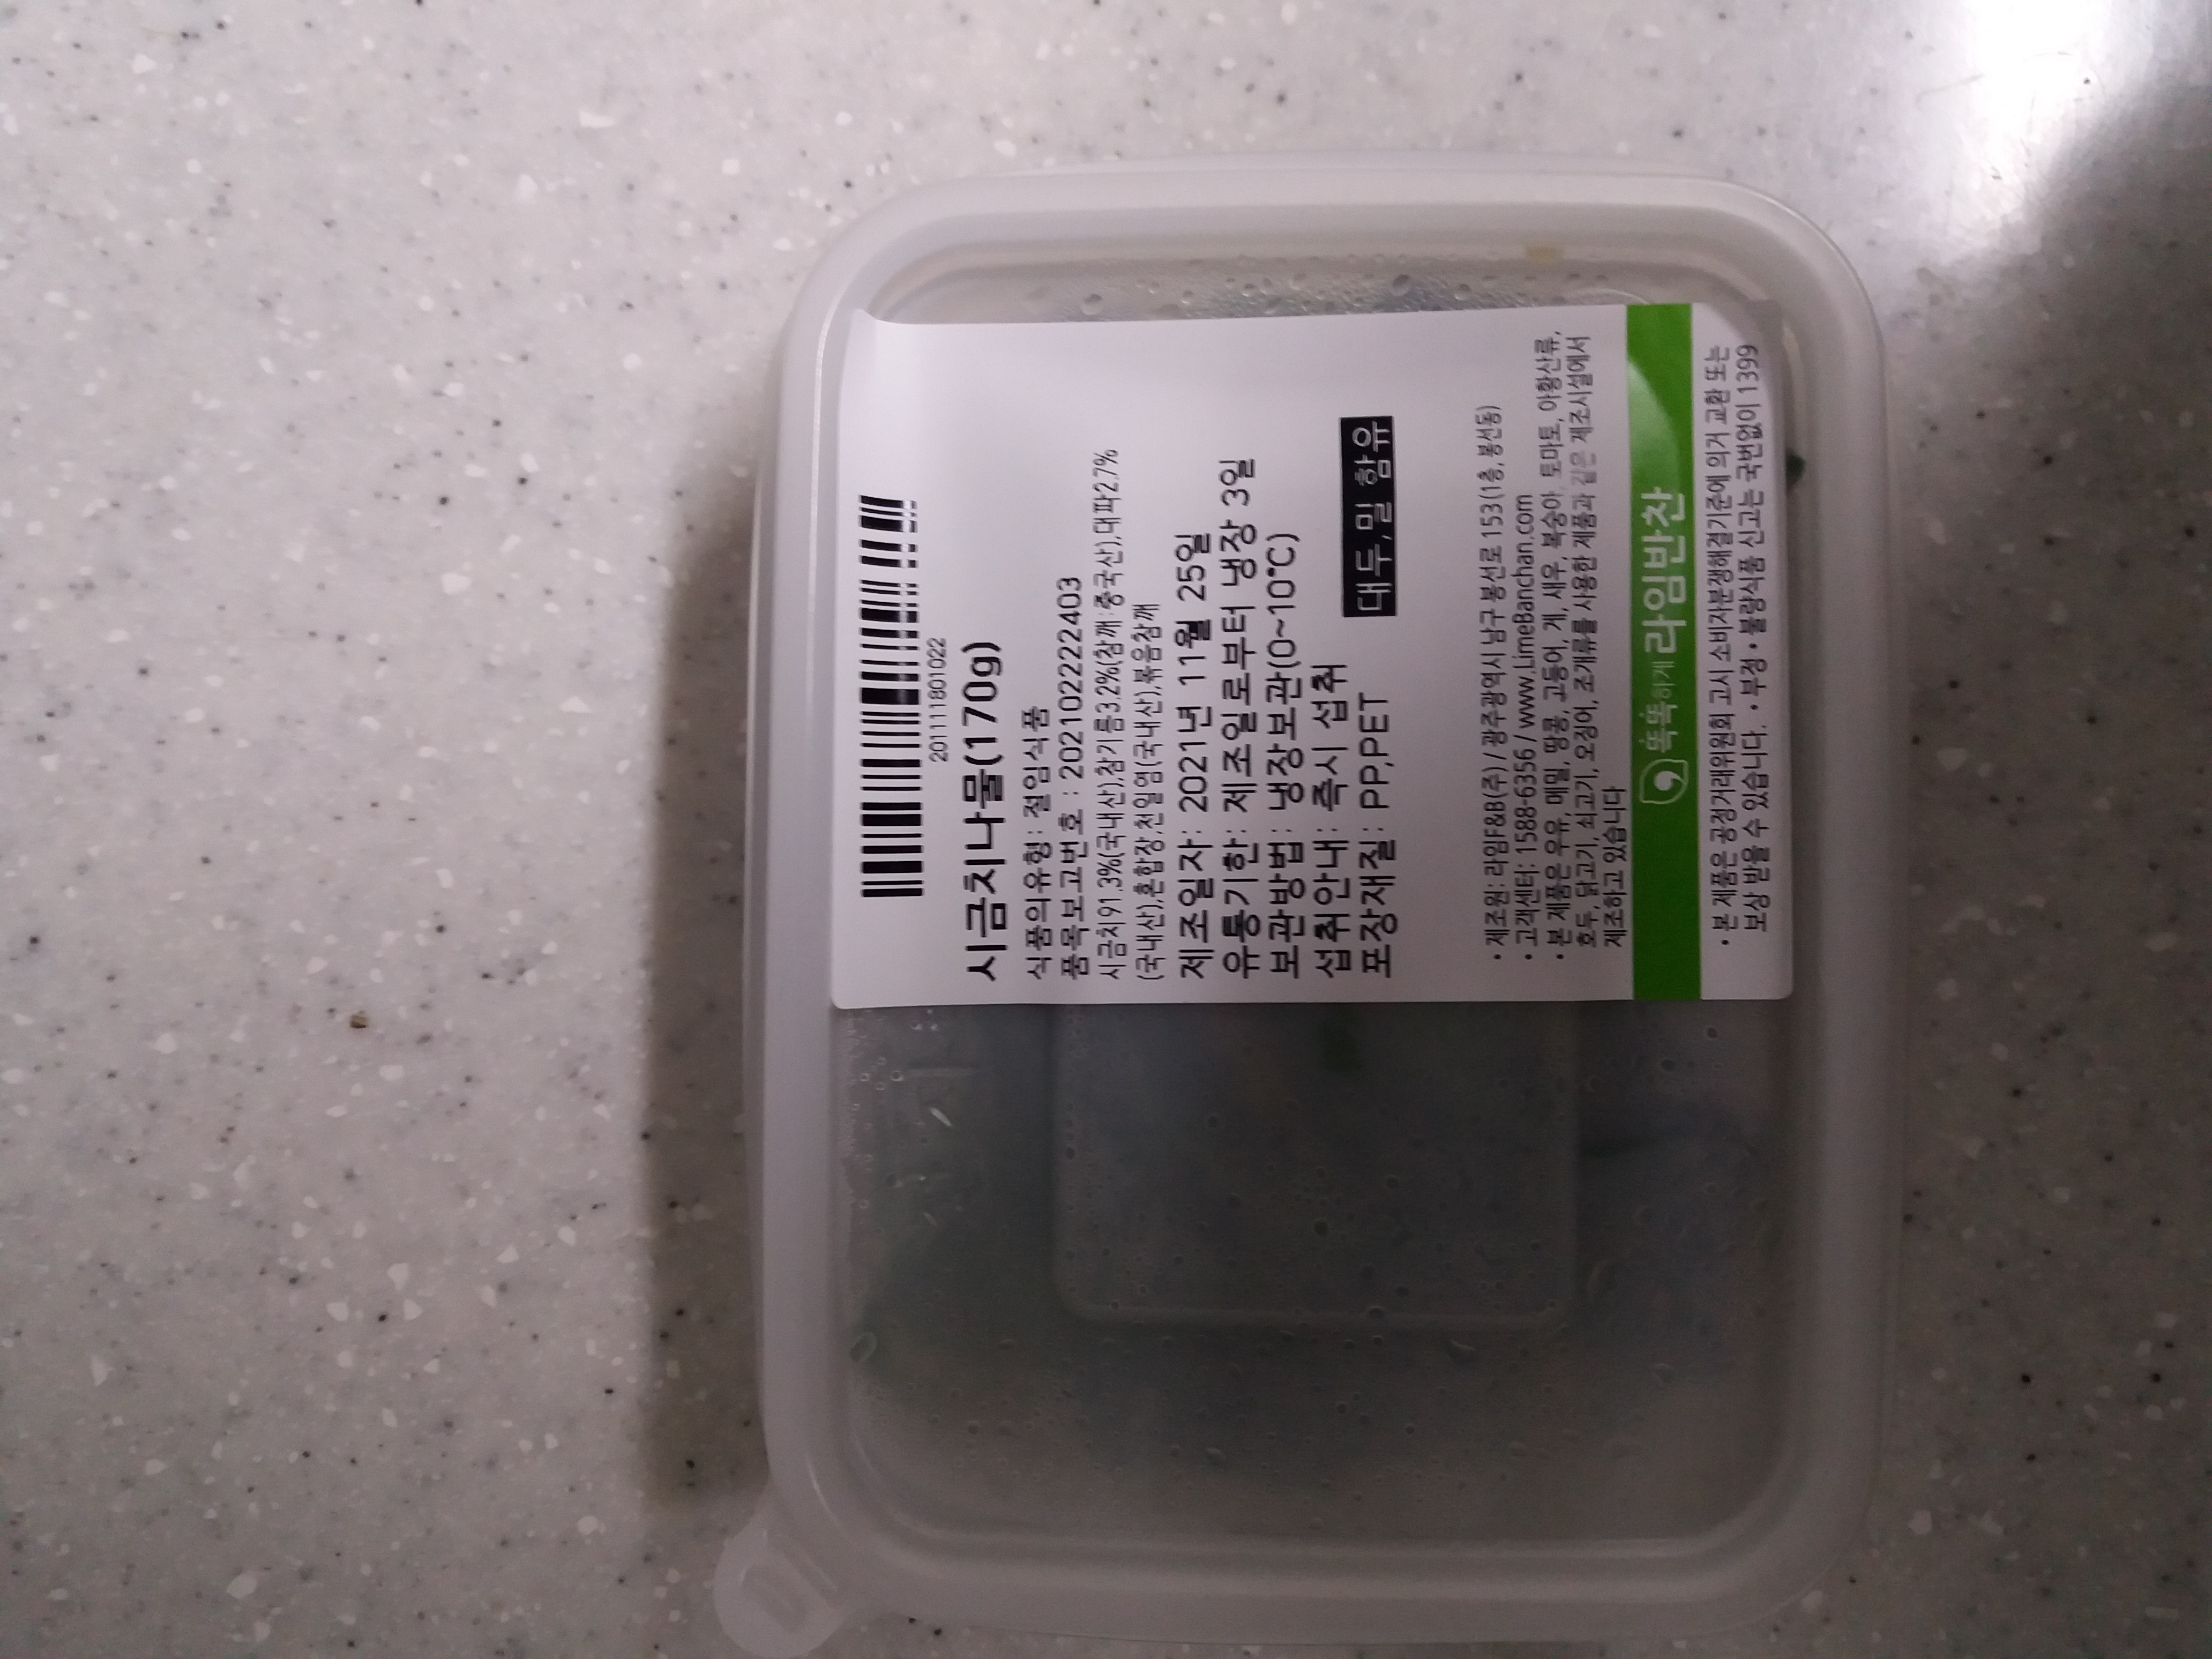 2011111801022
시금치나물(170g)
식품의유형 : 절임식품
품목보고번호 : 2021022222403
시금치91.3%(국내산),참기름3.2%(참깨:중국산),대파2.7%
(국내산),혼합장,천일염(국내산),볶음참깨
제조일자 : 2021년 11월 25일
유통기한 : 제조일로부터 냉장 3일
보관방법 : 냉장보관(0~10℃)
섭취안내 : 즉시 섭취
포장재질 : PP,PET
대두,밀 함유
• 제조원: 라임F&B(주) / 광주광역시 남구 봉선로 153(1층, 봉선동)
• 고객센터: 1588-6356 / www.LimeBanchan.com
• 본 제품은 우유, 메밀, 땅콩, 고등어, 게, 새우, 복숭아, 토마토, 아황산류,
호두, 닭고기, 쇠고기, 오징어, 조개류를 사용한 제품과 같은 제조시설에서
제조하고 있습니다
똑똑하게 라임반찬
• 본 제품은 공정거래위원회 고시 소비자분쟁해결기준에 의거 교환 또는
보상 받을 수 있습니다. • 부정 • 불량식품 신고는 국번없이 1399